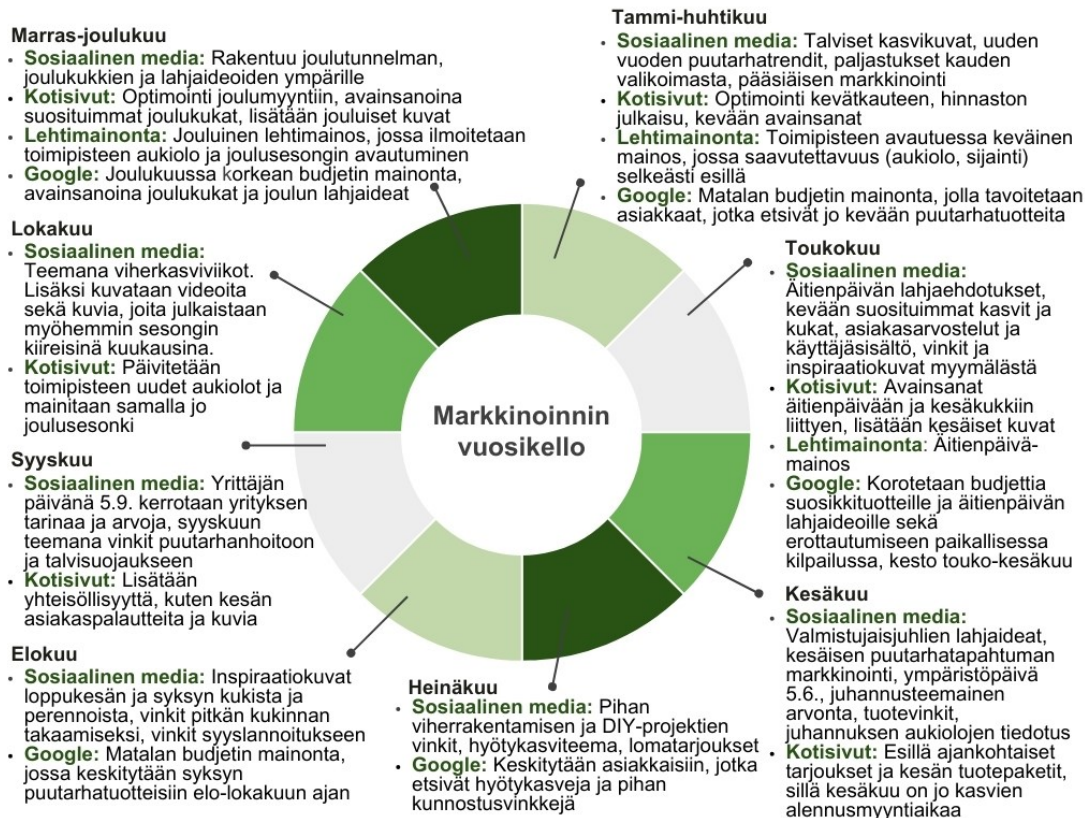 Marras-joulukuu
• Sosiaalinen media: Rakentuu joulutunnelman,
joulukukkien ja lahjaideoiden ympärille
• Kotisivut: Optimointi joulumyyntiin, avainsanoina
suosituimmat joulukukat, lisätään jouluiset kuvat
• Lehtimainonta: Jouluinen lehtimainos, jossa ilmoitetaan
toimipisteen aukiolo ja joulusesongin avautuminen
• Google: Joulukuussa korkean budjetin mainonta,
avainsanoina joulukukat ja joulun lahjaideat
Tammi-huhtikuu
• Sosiaalinen media: Talviset kasvikuvat, uuden
vuoden puutarhatrendit, paljastukset kauden
valikoimasta, pääsiäisen markkinointi
• Kotisivut: Optimointi kevätkauteen, hinnaston
julkaisu, kevään avainsanat
• Lehtimainonta: Toimipisteen avautuessa keväinen
mainos, jossa saavutettavuus (aukiolo, sijainti)
selkeästi esillä
• Google: Matalan budjetin mainonta, jolla tavoitetaan
asiakkaat, jotka etsivät jo kevään puutarhatuotteita
Toukokuu
• Sosiaalinen media:
Äitienpäivän lahjaehdotukset,
kevään suosituimmat kasvit ja
kukat, asiakasarvostelut ja
käyttäjäsisältö, vinkit ja
inspiraatiokuvat myymälästä
• Kotisivut: Avainsanat
äitienpäivään ja kesäkukkiin
liittyen, lisätään kesäiset kuvat
• Lehtimainonta: Äitienpäivä-
mainos
• Google: Korotetaan budjettia
suosikkituotteille ja äitienpäivän
lahjaideoille sekä
erottautumiseen paikallisessa
kilpailussa, kesto touko-kesäkuu
Kesäkuu
• Sosiaalinen media:
Valmistujaisjuhlien lahjaideat,
kesäisen puutarhatapahtuman
markkinointi, ympäristöpäivä
5.6., juhannusteemainen
arvonta, tuotevinkit,
juhannuksen aukiolojen tiedotus
• Kotisivut: Esillä ajankohtaiset
tarjoukset ja kesän tuotepaketit,
sillä kesäkuu on jo kasvien
alennusmyyntiaikaa
Heinäkuu
• Sosiaalinen media: Pihan
viherrakentamisen ja DIY-projektien
vinkit, hyötykasviteema, lomatarjoukset
• Google: Keskitytään asiakkaisiin, jotka
etsivät hyötykasveja ja pihan
kunnostusvinkkejä
Elokuu
• Sosiaalinen media: Inspiraatiokuvat
loppukesän ja syksyn kukista ja
perennoista, vinkit pitkän kukinnan
takaamiseksi, vinkit syyslannoitukseen
• Google: Matalan budjetin mainonta,
jossa keskitytään syksyn
puutarhatuotteisiin elo-lokakuun ajan
Syyskuu
• Sosiaalinen media: Yrittäjän
päivänä 5.9. kerrotaan yrityksen
tarinaa ja arvoja, syyskuun
teemana vinkit puutarhanhoitoon
ja talvisuojaukseen
• Kotisivut: Lisätään
yhteisöllisyyttä, kuten kesän
asiakaspalautteita ja kuvia
Lokakuu
• Sosiaalinen media:
Teemana viherkasviviikot.
Lisäksi kuvataan videoita
sekä kuvia, joita julkaistaan
myöhemmin sesongin
kiireisinä kuukausina.
• Kotisivut: Päivitetään
toimipisteen uudet aukiolot ja
mainitaan samalla jo
joulusesonki
Markkinoinnin
vuosikello